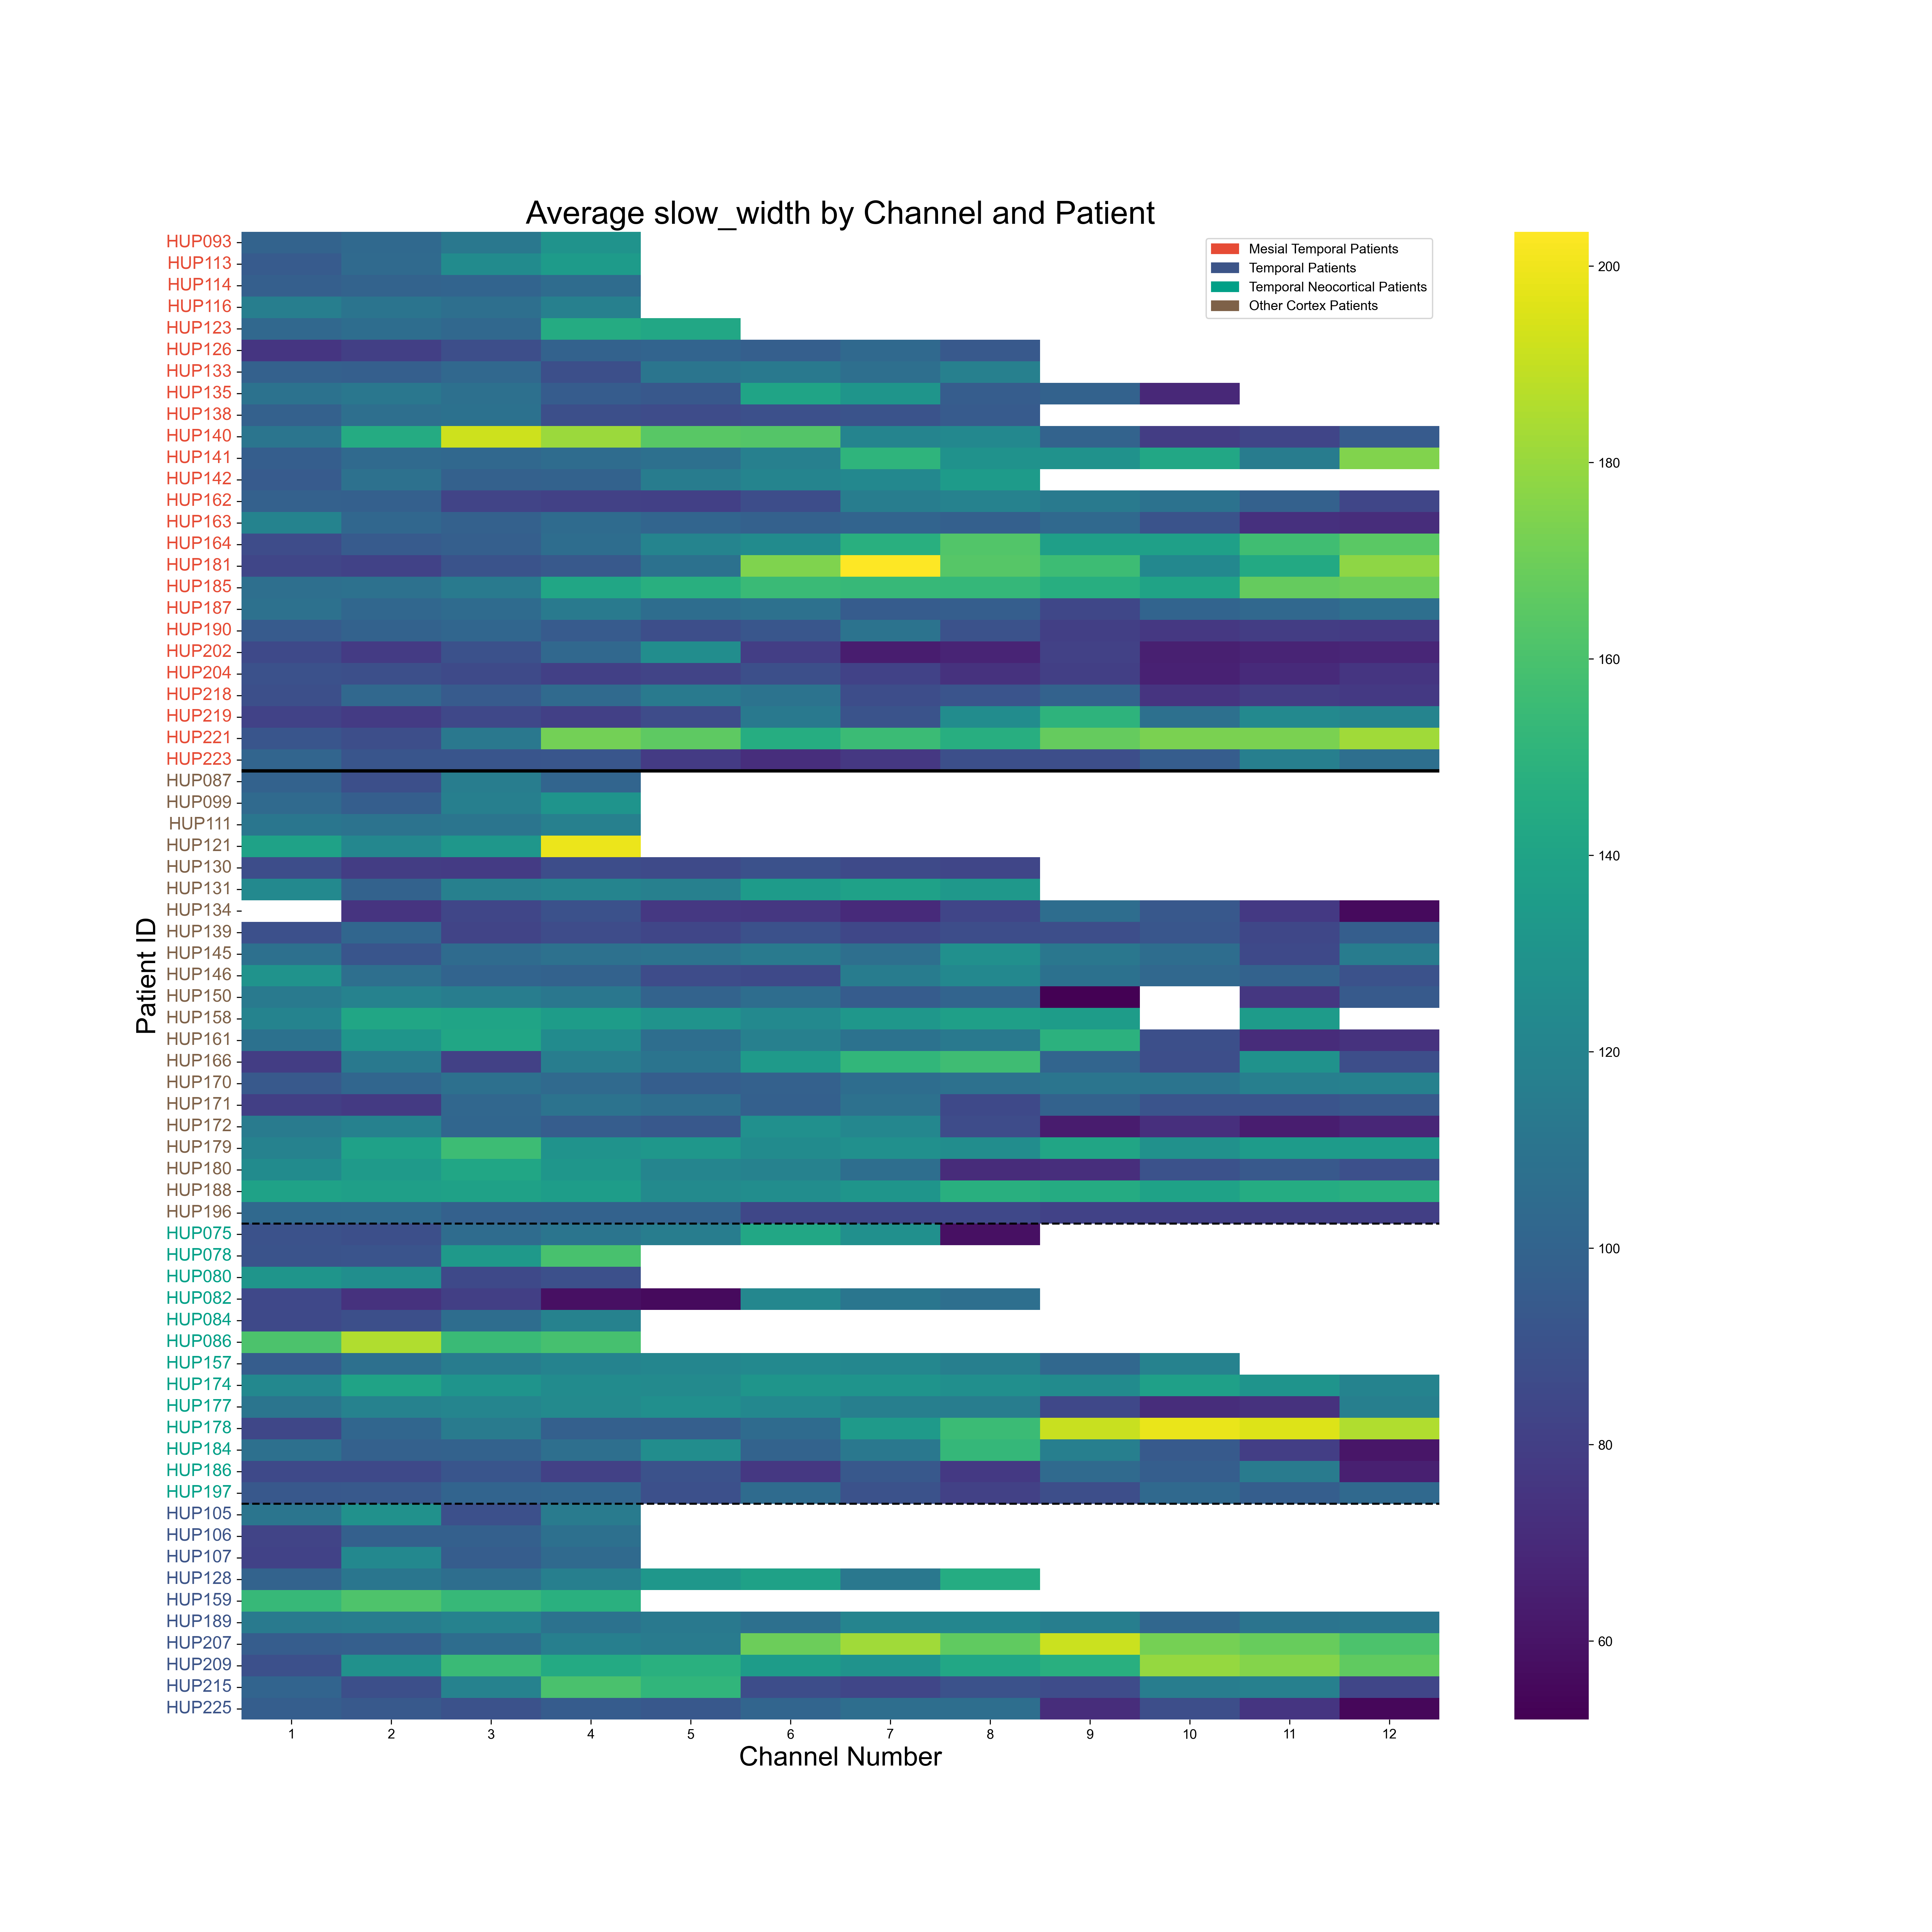 Average slow_width by Channel and Patient
Mesial Temporal Patients
Temporal Patients
Temporal Neocortical Patients
Other Cortex Patients
Patient ID
HUP093
HUP113
HUP114
HUP116
HUP123
HUP126
HUP133
HUP135
HUP138
HUP140
HUP141
HUP142
HUP162
HUP163
HUP164
HUP181
HUP185
HUP187
HUP190
HUP202
HUP204
HUP218
HUP219
HUP221
HUP223
HUP087
HUP099
HUP111
HUP121
HUP130
HUP131
HUP134
HUP139
HUP145
HUP146
HUP150
HUP158
HUP161
HUP166
HUP170
HUP171
HUP172
HUP179
HUP180
HUP188
HUP196
HUP075
HUP078
HUP080
HUP082
HUP084
HUP086
HUP157
HUP174
HUP177
HUP178
HUP184
HUP186
HUP197
HUP105
HUP106
HUP107
HUP128
HUP159
HUP189
HUP207
HUP209
HUP215
HUP225
1 2 3 4 5 6 7 8 9 10 11 12
Channel Number
200
180
160
140
120
100
80
60